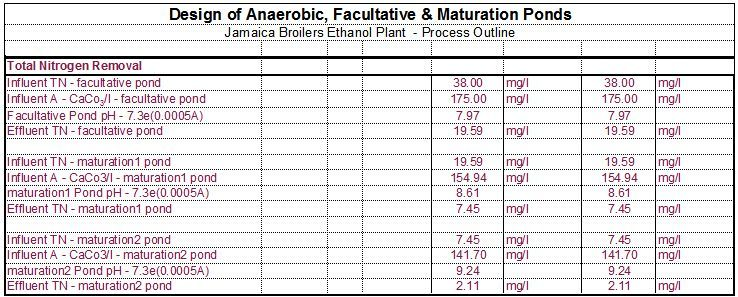 Design of Anaerobic, Facultative & Maturation Ponds
Jamaica Broilers Ethanol Plant - Process Outline
Total Nitrogen Removal
Influent TN - facultative pond 38.00 mg/l 38.00 mg/l
Influent A - CaCo3/l - facultative pond 175.00 mg/l 175.00 mg/l
Facultative Pond pH - 7.3e(0.0005A) 7.97 7.97
Effluent TN - facultative pond 19.59 mg/l 19.59 mg/l
Influent TN - maturation1 pond 19.59 mg/l 19.59 mg/l
Influent A - CaCo3/l - maturation1 pond 154.94 mg/l 154.94 mg/l
maturation1 Pond pH - 7.3e(0.0005A) 8.61 8.61
Effluent TN - maturation1 pond 7.45 mg/l 7.45 mg/l
Influent TN - maturation2 pond 7.45 mg/l 7.45 mg/l
Influent A - CaCo3/l - maturation2 pond 141.70 mg/l 141.70 mg/l
maturation2 Pond pH - 7.3e(0.0005A) 9.24 9.24
Effluent TN - maturation2 pond 2.11 mg/l 2.11 mg/l